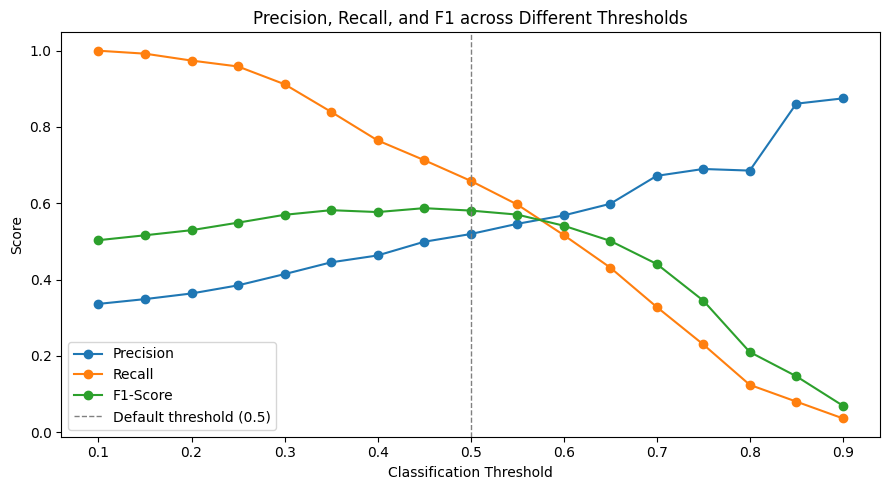 Precision, Recall, and F1 across Different Thresholds
Score
1.0
0.8
0.6
0.4
0.2
0.0
Precision
Recall
F1-Score
Default threshold (0.5)
0.1 0.2 0.3 0.4 0.5 0.6 0.7 0.8 0.9
Classification Threshold